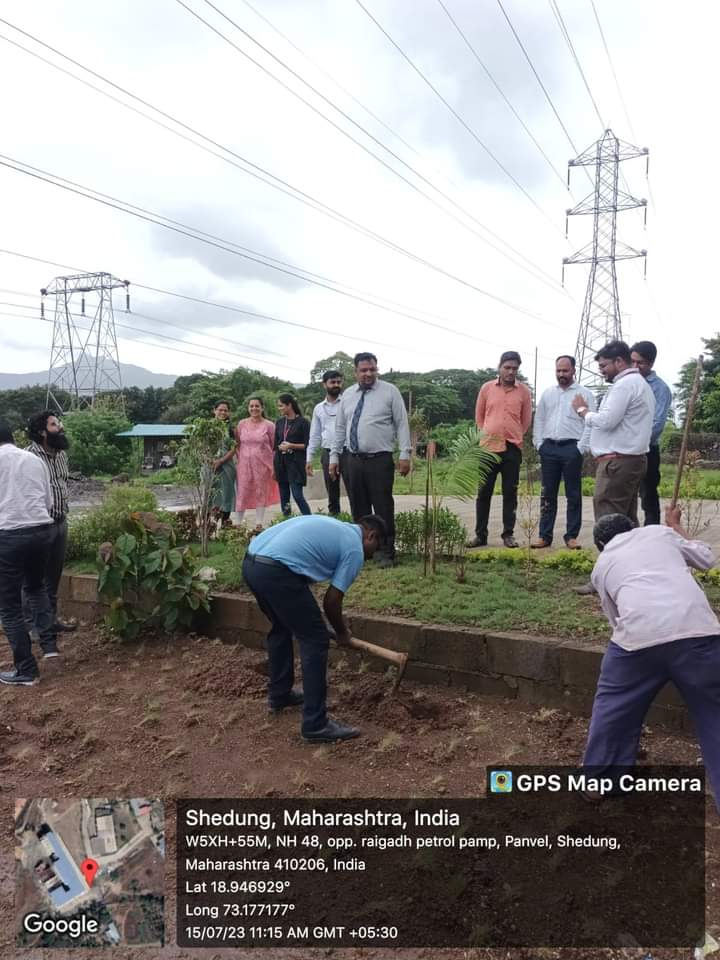 GPS Map Camera
Shedung, Maharashtra, India
W5XH+55M, NH 48, opp. raigadh petrol pamp, Panvel, Shedung,
Maharashtra 410206, India
Lat 18.946929°
Long 73.177177°
15/07/23 11:15 AM GMT +05:30
Google